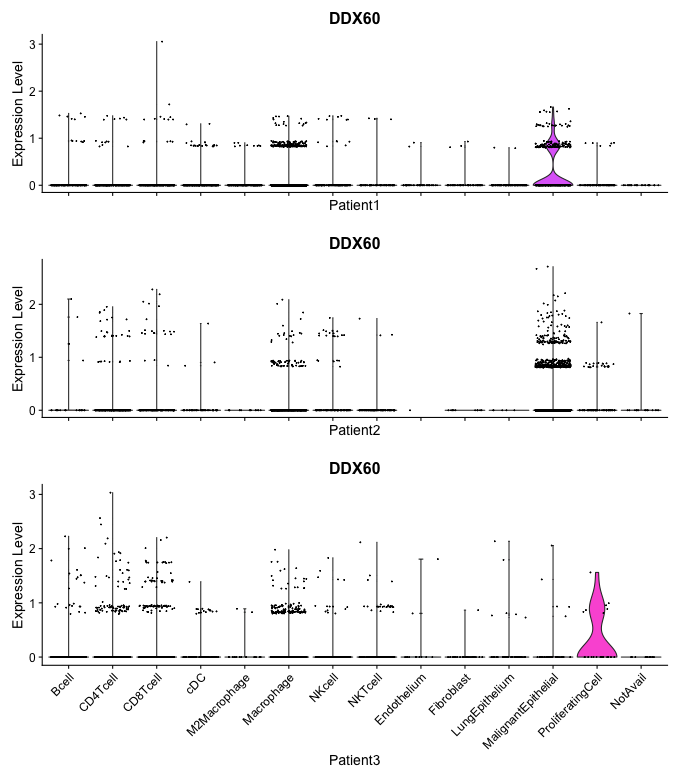 DDX60
Expression Level
3
2
1
0
Patient1
DDX60
Expression Level
2
1
0
Patient2
DDX60
Expression Level
3
2
1
0
Bcell
CD4Tcell
CD8Tcell
cDC
M2Macrophage
Macrophage
NKcell
NKTcell
Endothelium
Fibroblast
LungEpithelium
MalignantEpithelial
ProliferatingCell
NotAvail
Patient3